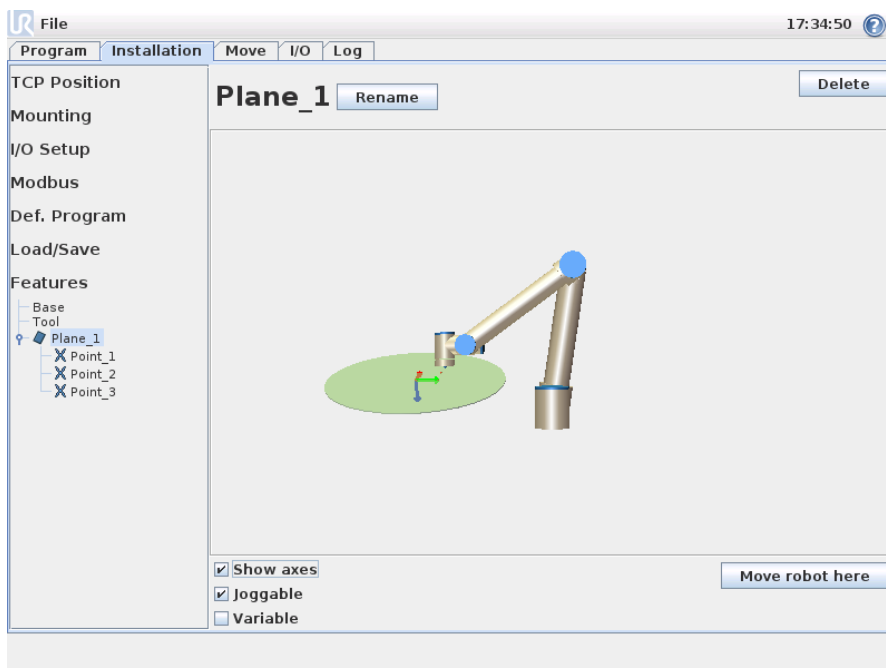 UR File 17:34:50 ?
Program Installation Move I/O Log
TCP Position
Mounting
I/O Setup
Modbus
Def. Program
Load/Save
Features
Base
Tool
Plane_1
Point_1
Point_2
Point_3
Plane_1 Rename Delete
Show axes
Joggable
Variable
Move robot here